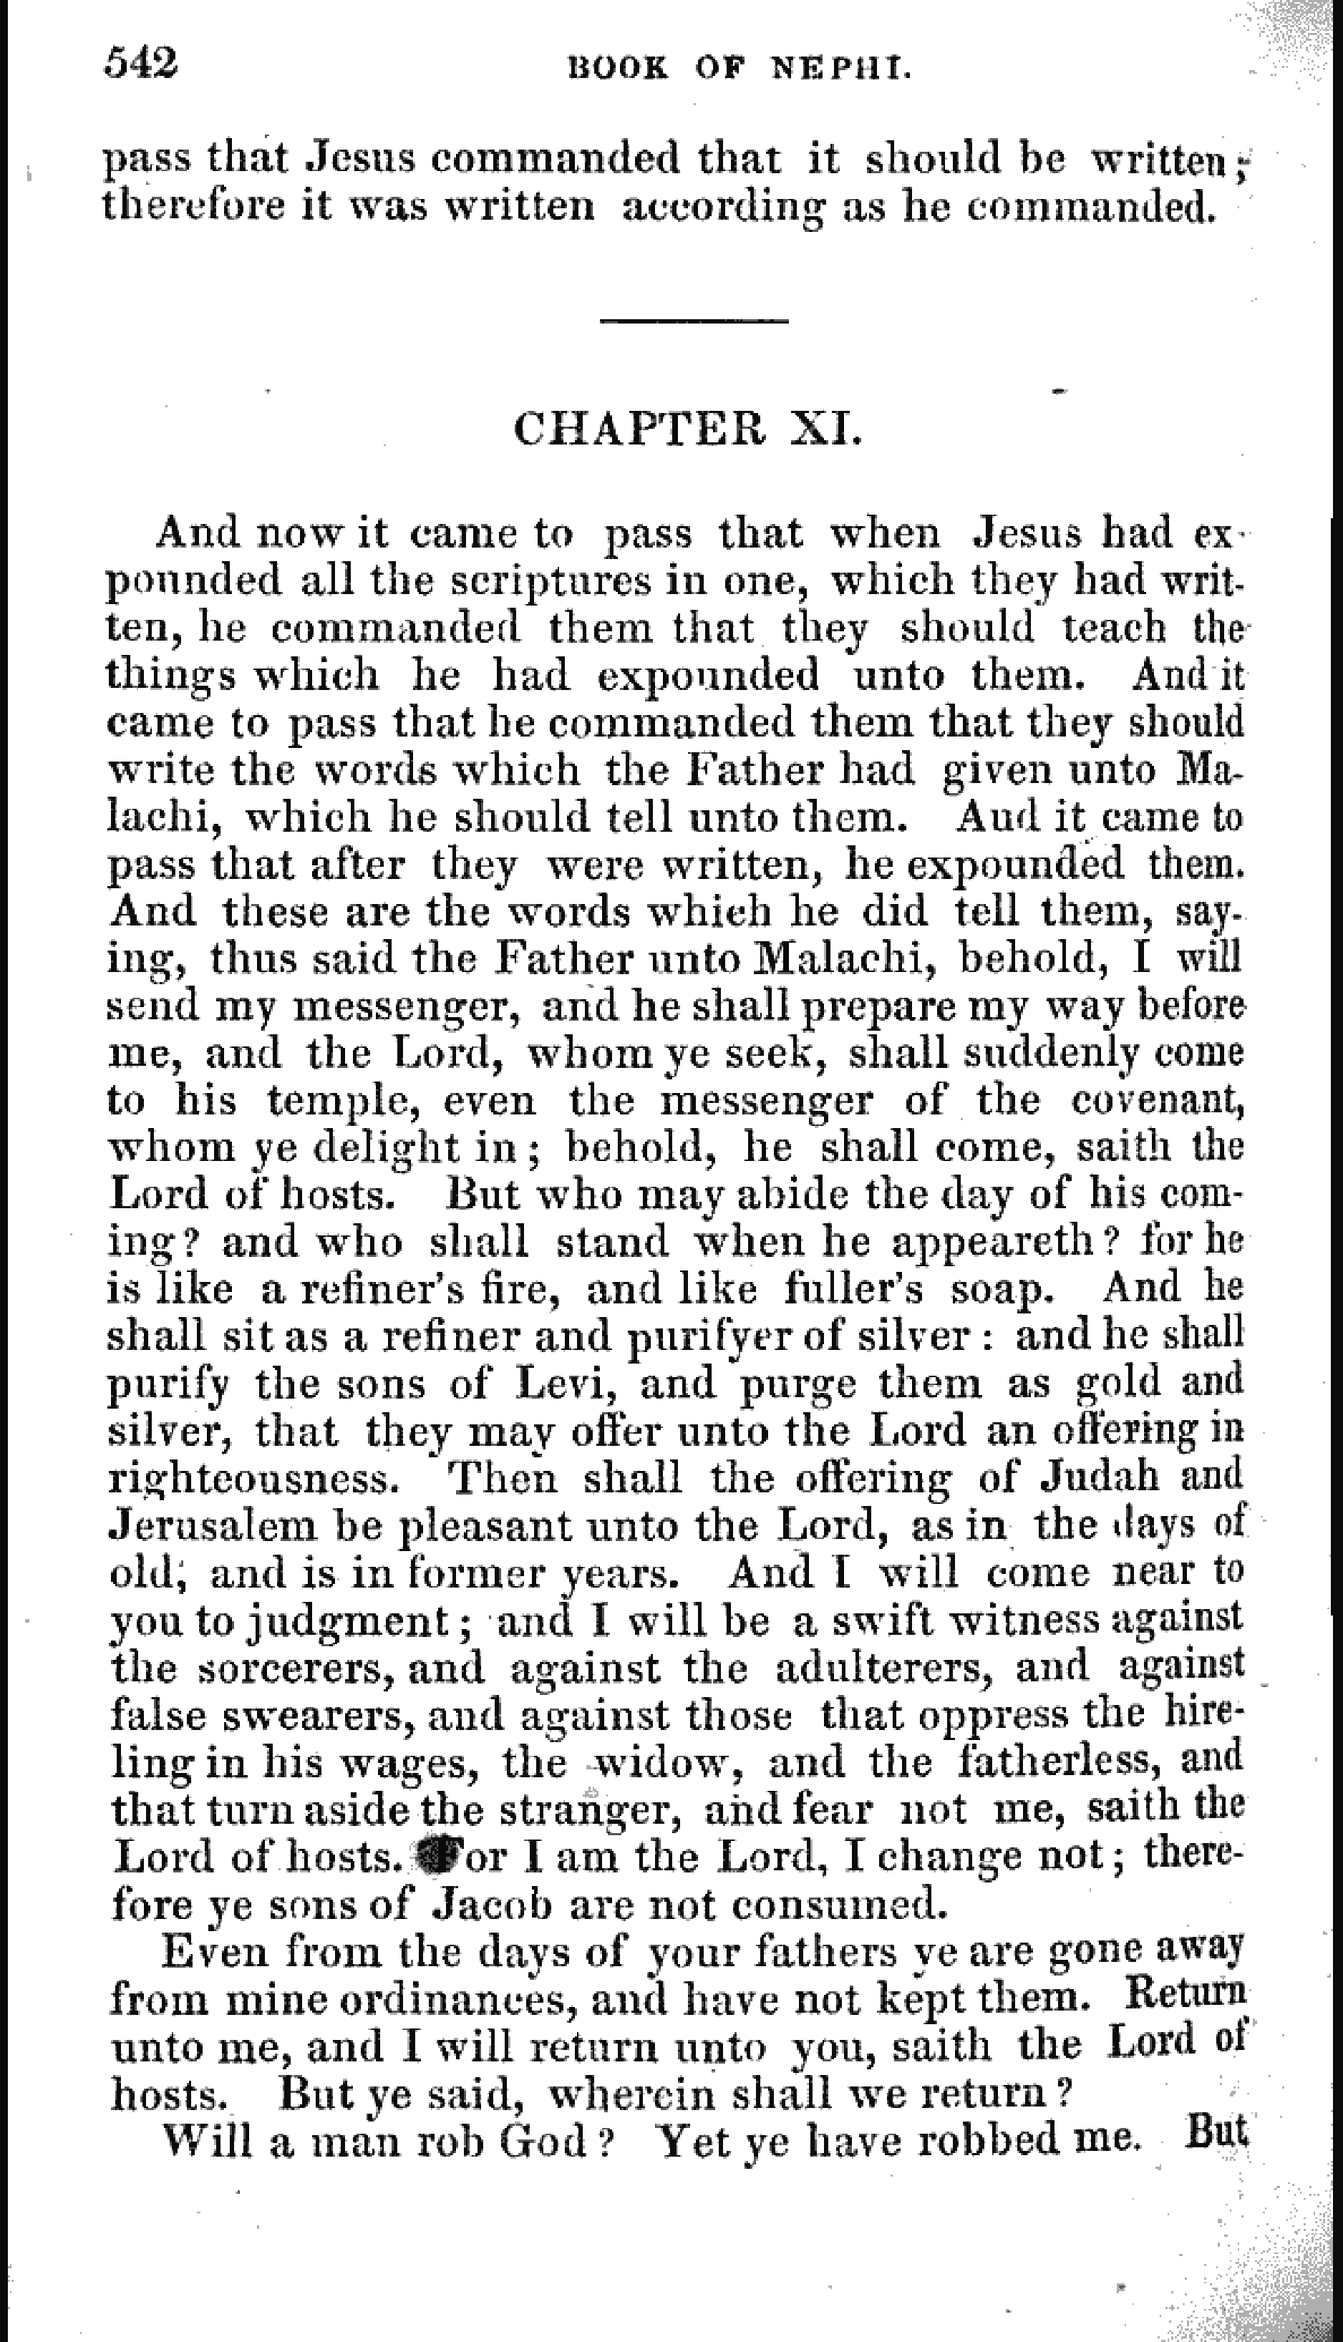 542 BOOK OF NEPHI.
pass that Jesus commanded that it should be written;
therefore it was written according as he commanded.
CHAPTER XI.
And now it came to pass that when Jesus had ex-
pounded all the scriptures in one, which they had writ-
ten, he commanded them that they should teach the
things which he had expounded unto them. And it
came to pass that he commanded them that they should
write the words which the Father had given unto Ma-
lachi, which he should tell unto them. And it came to
pass that after they were written, he expounded them.
And these are the words which he did tell them, say-
ing, thus said the Father unto Malachi, behold, I will
send my messenger, and he shall prepare my way before
me, and the Lord, whom ye seek, shall suddenly come
to his temple, even the messenger of the covenant,
whom ye delight in; behold, he shall come, saith the
Lord of hosts. But who may abide the day of his com-
ing? and who shall stand when he appeareth? for he
is like a refiner's fire, and like fuller's soap. And he
shall sit as a refiner and purifyer of silver: and he shall
purify the sons of Levi, and purge them as gold and
silver, that they may offer unto the Lord an offering in
righteousness. Then shall the offering of Judah and
Jerusalem be pleasant unto the Lord, as in the days of
old; and is in former years. And I will come near to
you to judgment; and I will be a swift witness against
the sorcerers, and against the adulterers, and against
false swearers, and against those that oppress the hire-
ling in his wages, the widow, and the fatherless, and
that turn aside the stranger, and fear not me, saith the
Lord of hosts. For I am the Lord, I change not; there-
fore ye sons of Jacob are not consumed.
Even from the days of your fathers ye are gone away
from mine ordinances, and have not kept them. Return
unto me, and I will return unto you, saith the Lord of
hosts. But ye said, wherein shall we return?
Will a man rob God? Yet ye have robbed me. But